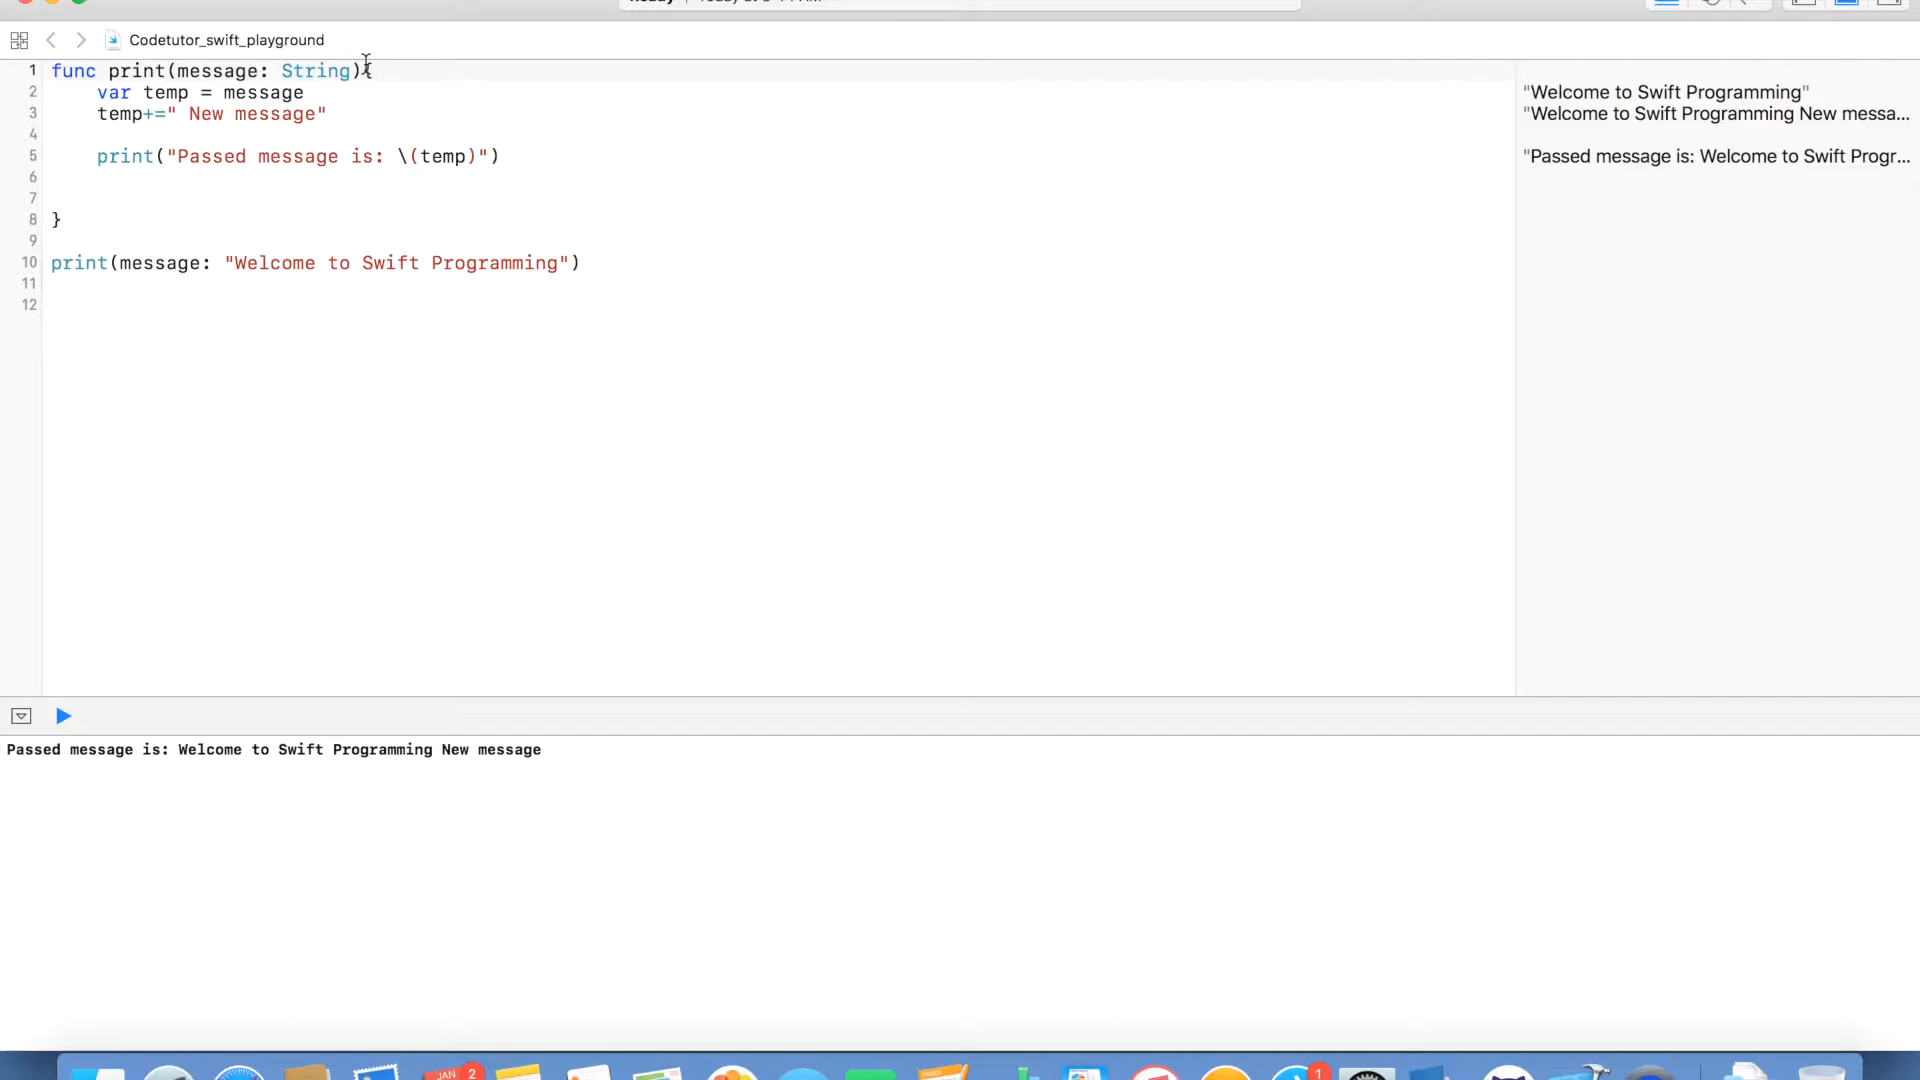 Codetutor_swift_playground
1 func print(message: String){
2 var temp = message
3 temp+=" New message"
4
5 print("Passed message is: \(temp)")
6
7
8 }
9
10 print(message: "Welcome to Swift Programming")
11
12
"Welcome to Swift Programming"
"Welcome to Swift Programming New messa...
"Passed message is: Welcome to Swift Progr...
Passed message is: Welcome to Swift Programming New message
JAN 2
1